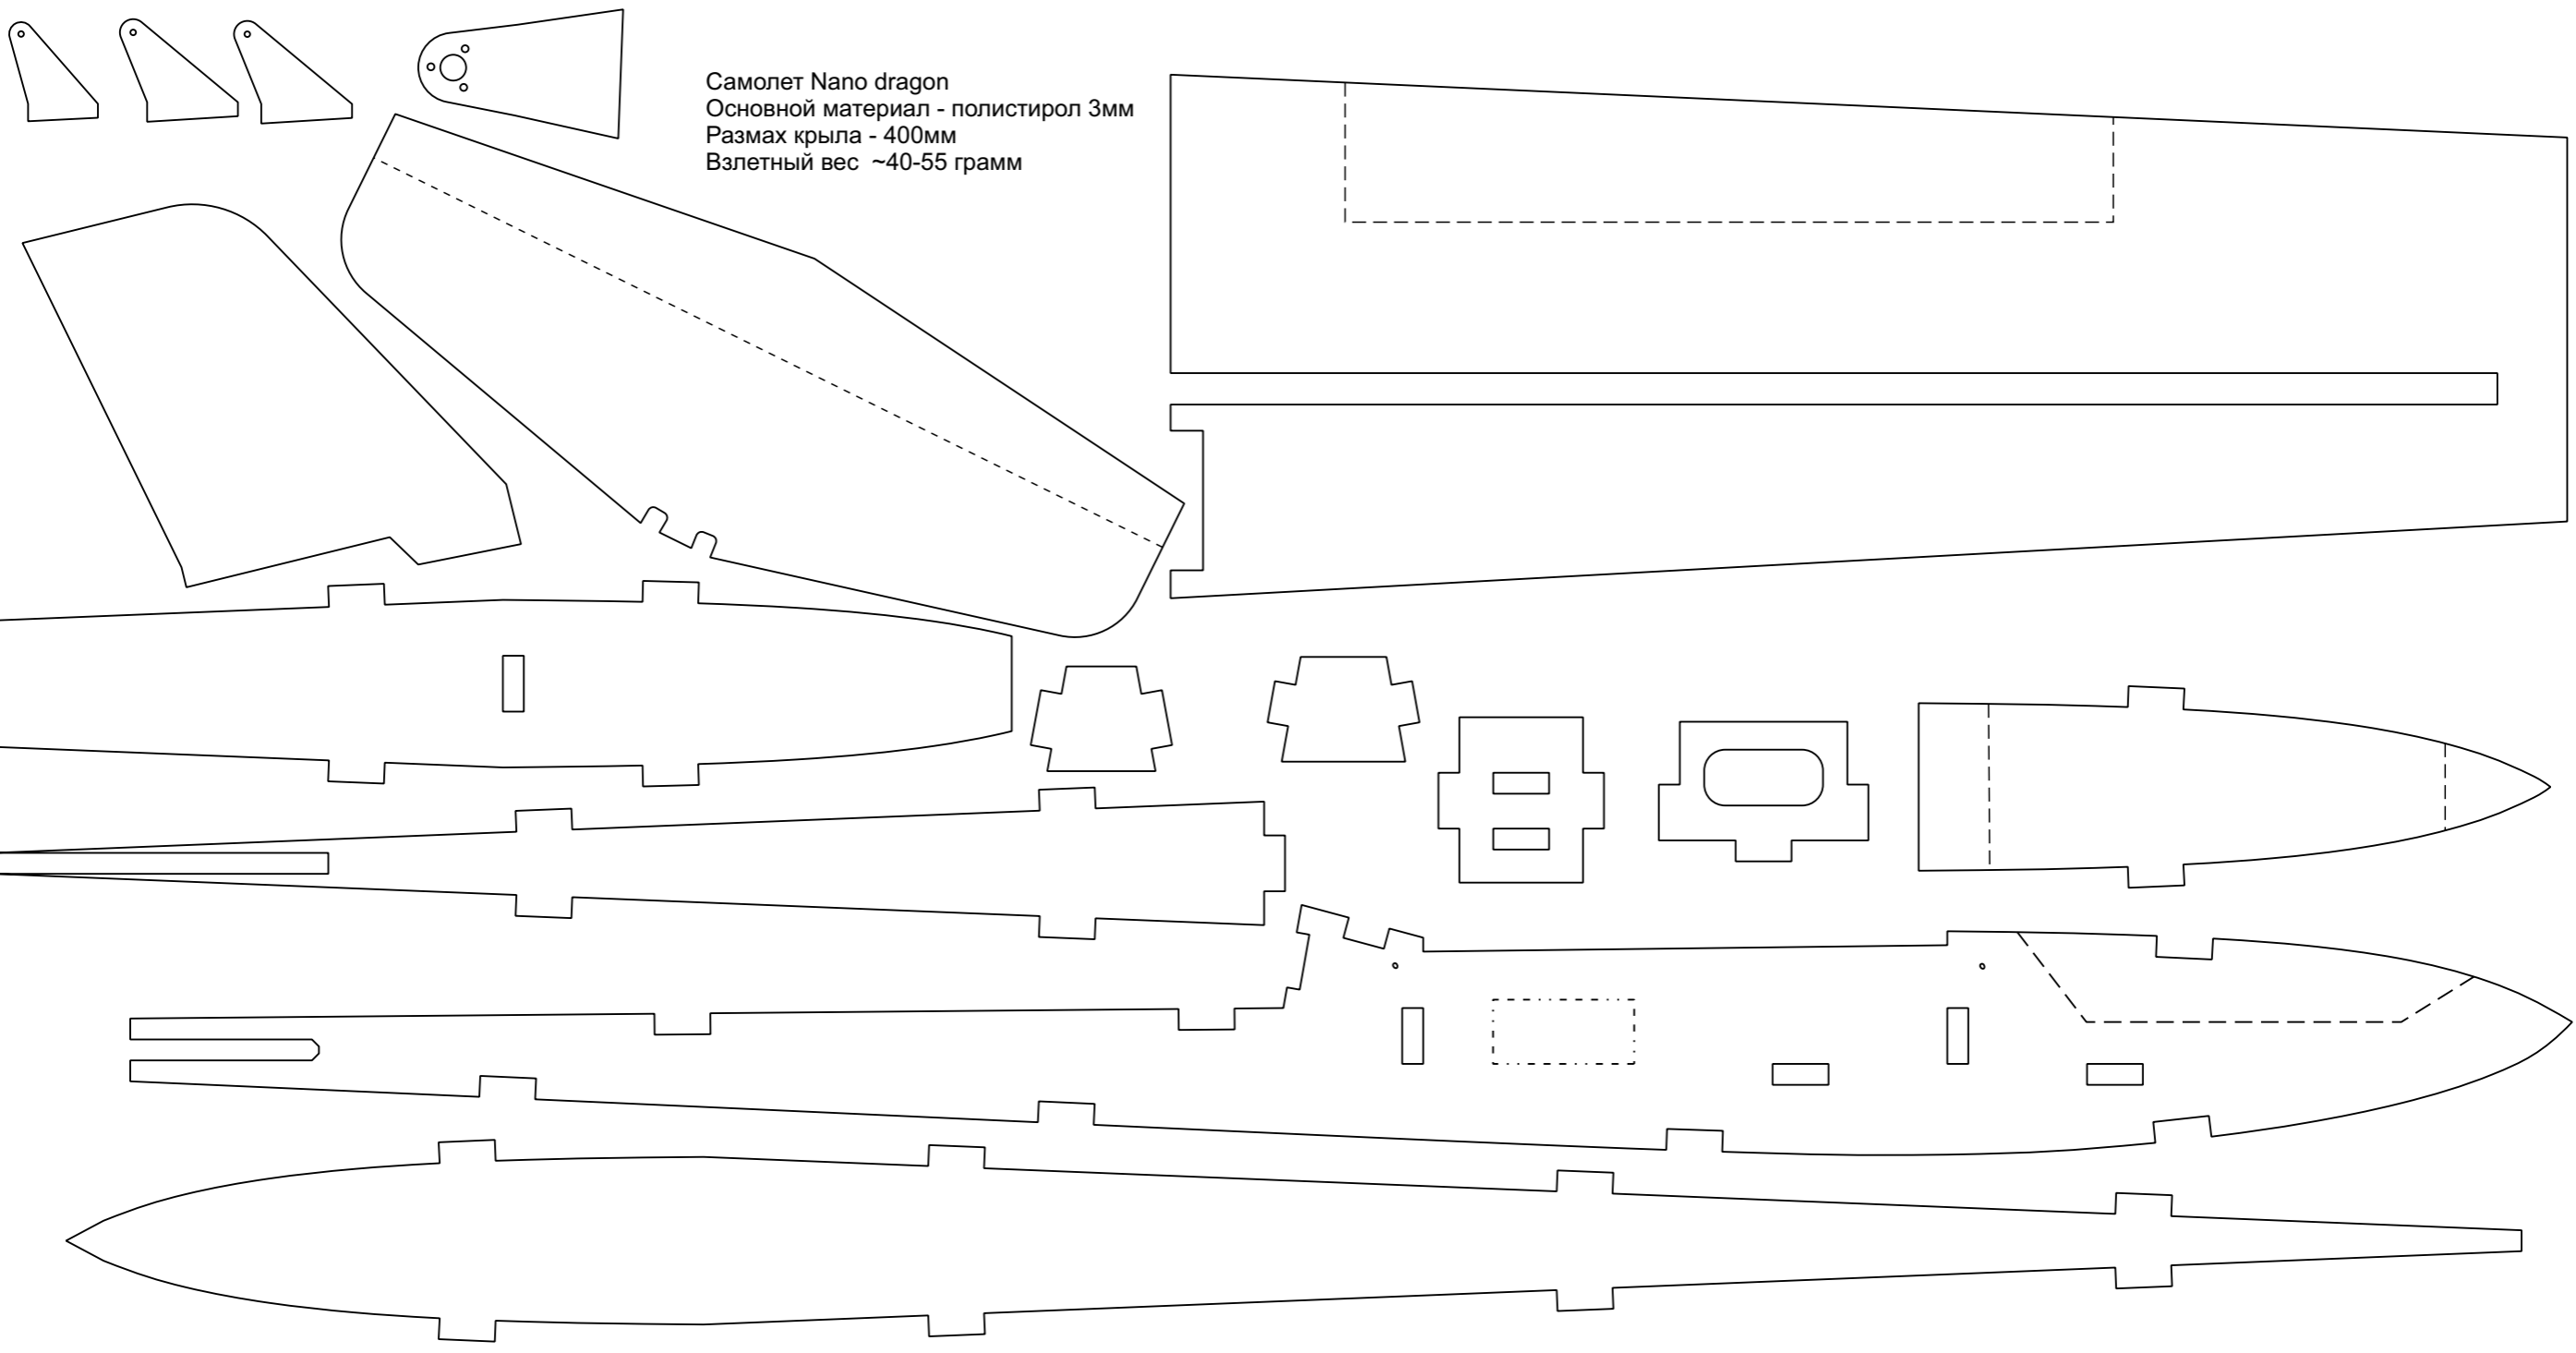 Самолет Nano dragon
Основной материал - полистирол 3мм
Размах крыла - 400мм
Взлетный вес  ~40-55 грамм